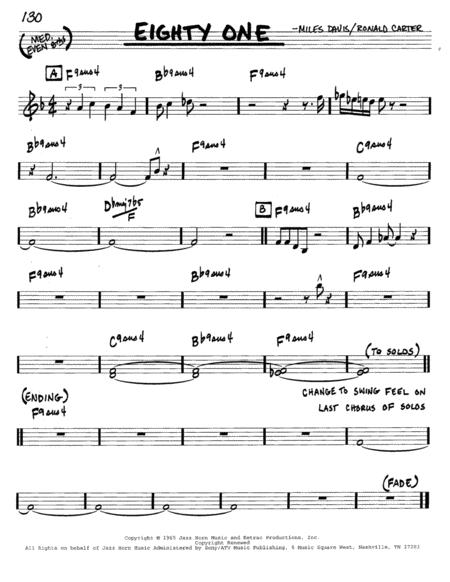 130
(MED. EVEN 8ths)
EIGHTY ONE
-MILES DAVIS/RONALD CARTER
A F9sus4 Bb9sus4 F9sus4
3 3
Bb9sus4 F9sus4 C9sus4
Bb9sus4 Dbmaj7b5/F B F9sus4 Bb9sus4
F9sus4 Bb9sus4 F9sus4
C9sus4 Bb9sus4 F9sus4 (TO SOLOS)
(ENDING) CHANGE TO SWING FEEL ON
F9sus4 LAST CHORUS OF SOLOS
(FADE)
Copyright © 1965 Jazz Horn Music and Retrac Productions, Inc.
Copyright Renewed
All Rights on behalf of Jazz Horn Music Administered by Sony/ATV Music Publishing, 8 Music Square West, Nashville, TN 37203